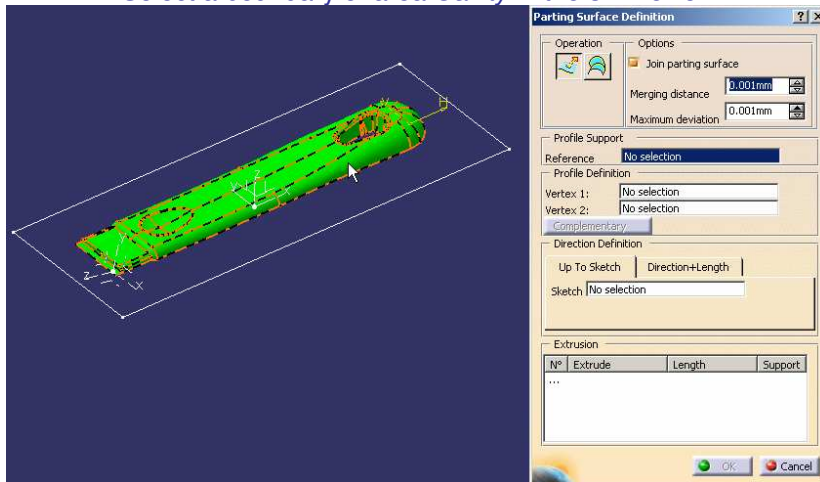 Parting Surface Definition
Operation
Options
Join parting surface
Merging distance 0.001mm
Maximum deviation 0.001mm
Profile Support
Reference No selection
Profile Definition
Vertex 1: No selection
Vertex 2: No selection
Complementary
Direction Definition
Up To Sketch Direction+Length
Sketch No selection
Extrusion
N° Extrude Length Support
...
OK Cancel
H
V
z
y
x
y
z
x